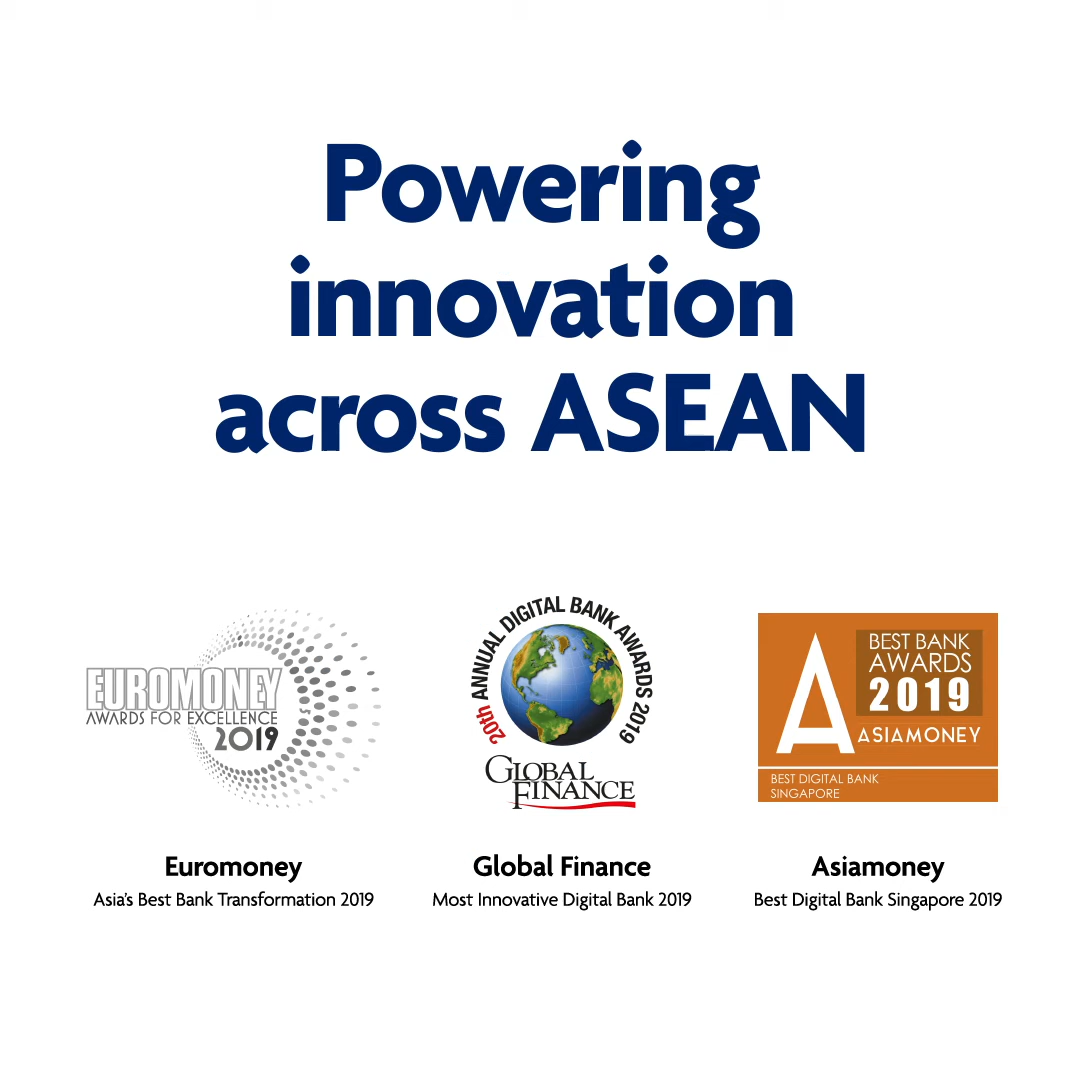 Powering
innovation
across ASEAN
EUROMONEY
AWARDS FOR EXCELLENCE
2019
20th ANNUAL DIGITAL BANK AWARDS 2019
GLOBAL
FINANCE
BEST BANK
AWARDS
2019
A
ASIAMONEY
BEST DIGITAL BANK
SINGAPORE
Euromoney
Asia's Best Bank Transformation 2019
Global Finance
Most Innovative Digital Bank 2019
Asiamoney
Best Digital Bank Singapore 2019